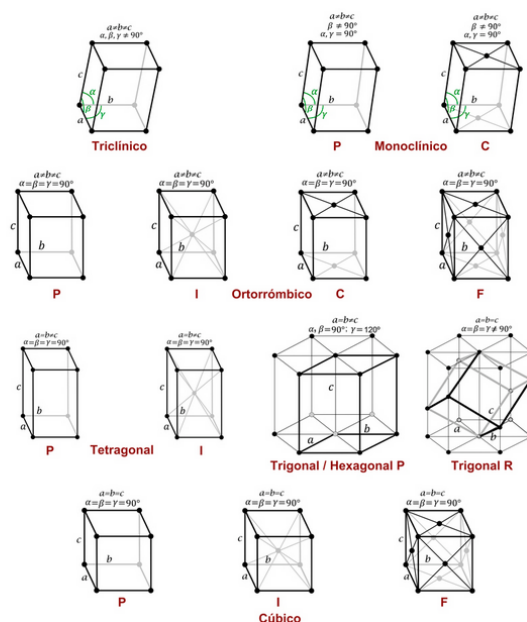 a≠b≠c
α, β, γ ≠90°
c
α
β
b
γ
a
Triclínico
a≠b≠c
β ≠ 90°
α, γ = 90°
c
α
β
b
γ
a
P
Monoclínico
a≠b≠c
β ≠ 90°
α, γ = 90°
c
α
β
b
γ
a
C
a≠b≠c
α=β=γ=90°
c
b
a
P
a≠b≠c
α=β=γ=90°
c
b
a
I
Ortorrómbico
a≠b≠c
α=β=γ=90°
c
b
a
C
a≠b≠c
α=β=γ=90°
c
b
a
F
a=b≠c
α=β=γ=90°
c
b
a
P
Tetragonal
a=b≠c
α=β=γ=90°
c
b
a
I
a=b≠c
α, β=90°; γ=120°
c
a
b
Trigonal / Hexagonal P
a=b=c
α=β=γ≠90°
c
a
b
Trigonal R
a=b=c
α=β=γ=90°
c
b
a
P
a=b=c
α=β=γ=90°
c
b
a
I
Cúbico
a=b=c
α=β=γ=90°
c
b
a
F